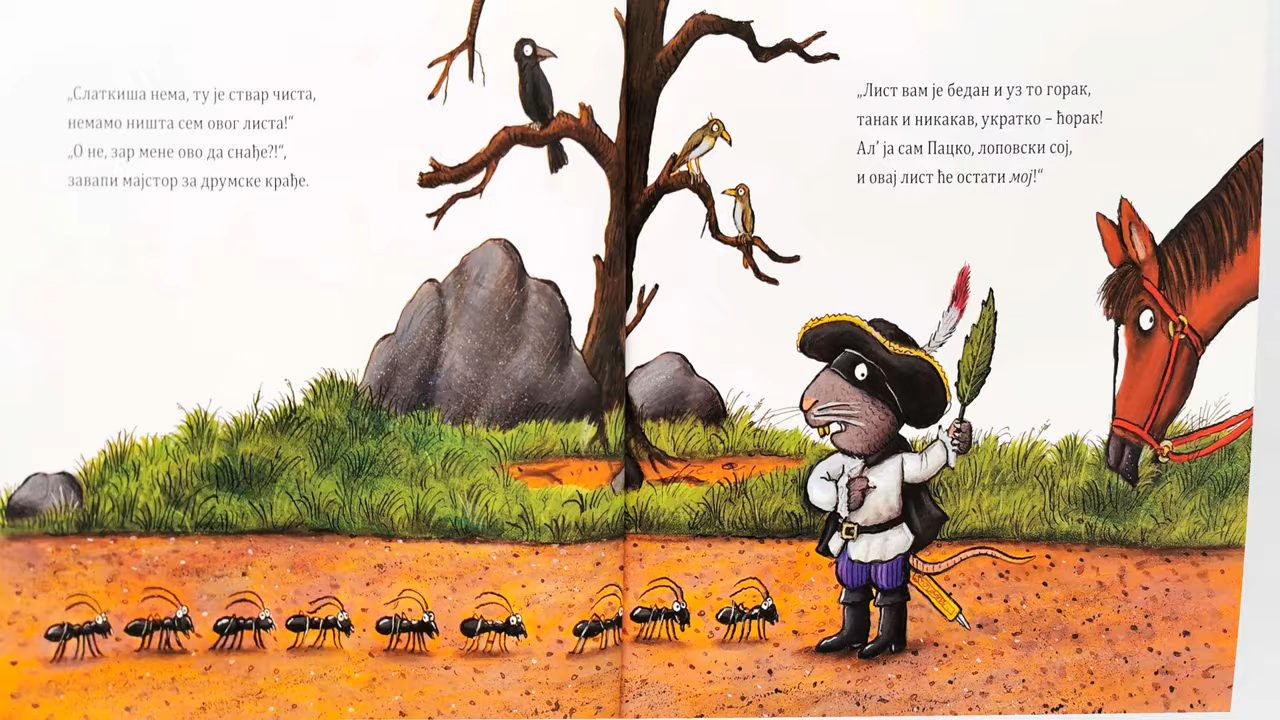 „Слаткиша нема, ту је ствар чиста,
немамо ништа сем овог листа!“
„О не, зар мене ово да снађе?!“,
завапи мајстор за друмске крађе.
„Лист вам је бедан и уз то горак,
танак и никакав, укратко – ћорак!
Ал’ ја сам Пацко, лоповски сој,
и овај лист ће остати мој!“